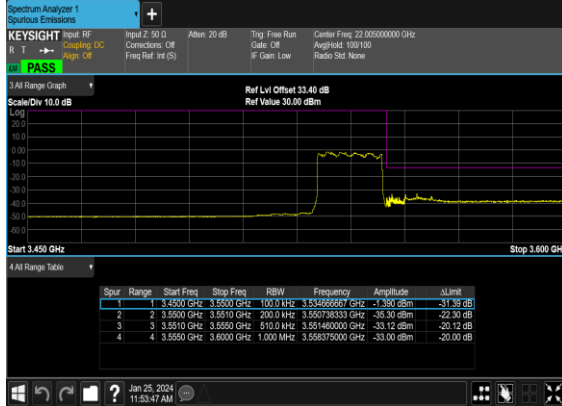 Spectrum Analyzer 1
Spurious Emissions
KEYSIGHT
R T
LXI
PASS
Input: RF
Coupling: DC
Align: Off
Input Z: 50 Ω
Corrections: Off
Freq Ref: Int (S)
Atten: 20 dB
Trig: Free Run
Gate: Off
IF Gain: Low
Center Freq: 22.005000000 GHz
Avg|Hold: 100/100
Radio Std: None
3 All Range Graph
Scale/Div 10.0 dB
Ref Lvl Offset 33.40 dB
Ref Value 30.00 dBm
Log
20.0
10.0
0.00
-10.0
-20.0
-30.0
-40.0
-50.0
-60.0
Start 3.450 GHz
Stop 3.600 GH
4 All Range Table
Spur Range Start Freq Stop Freq RBW Frequency Amplitude ΔLimit
1 1 3.4500 GHz 3.5500 GHz 100.0 kHz 3.534666667 GHz -1.390 dBm -31.39 dB
2 2 3.5500 GHz 3.5510 GHz 200.0 kHz 3.550738333 GHz -35.30 dBm -22.30 dB
3 3 3.5510 GHz 3.5550 GHz 510.0 kHz 3.551460000 GHz -33.12 dBm -20.12 dB
4 4 3.5550 GHz 3.6000 GHz 1.000 MHz 3.558375000 GHz -33.00 dBm -20.00 dB
Jan 25, 2024
11:53:47 AM